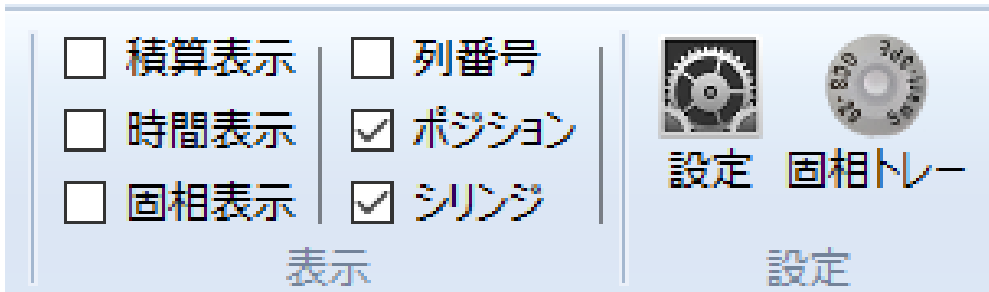 積算表示
時間表示
固相表示
列番号
ポジション
シリンジ
表示
設定
固相トレー
設定